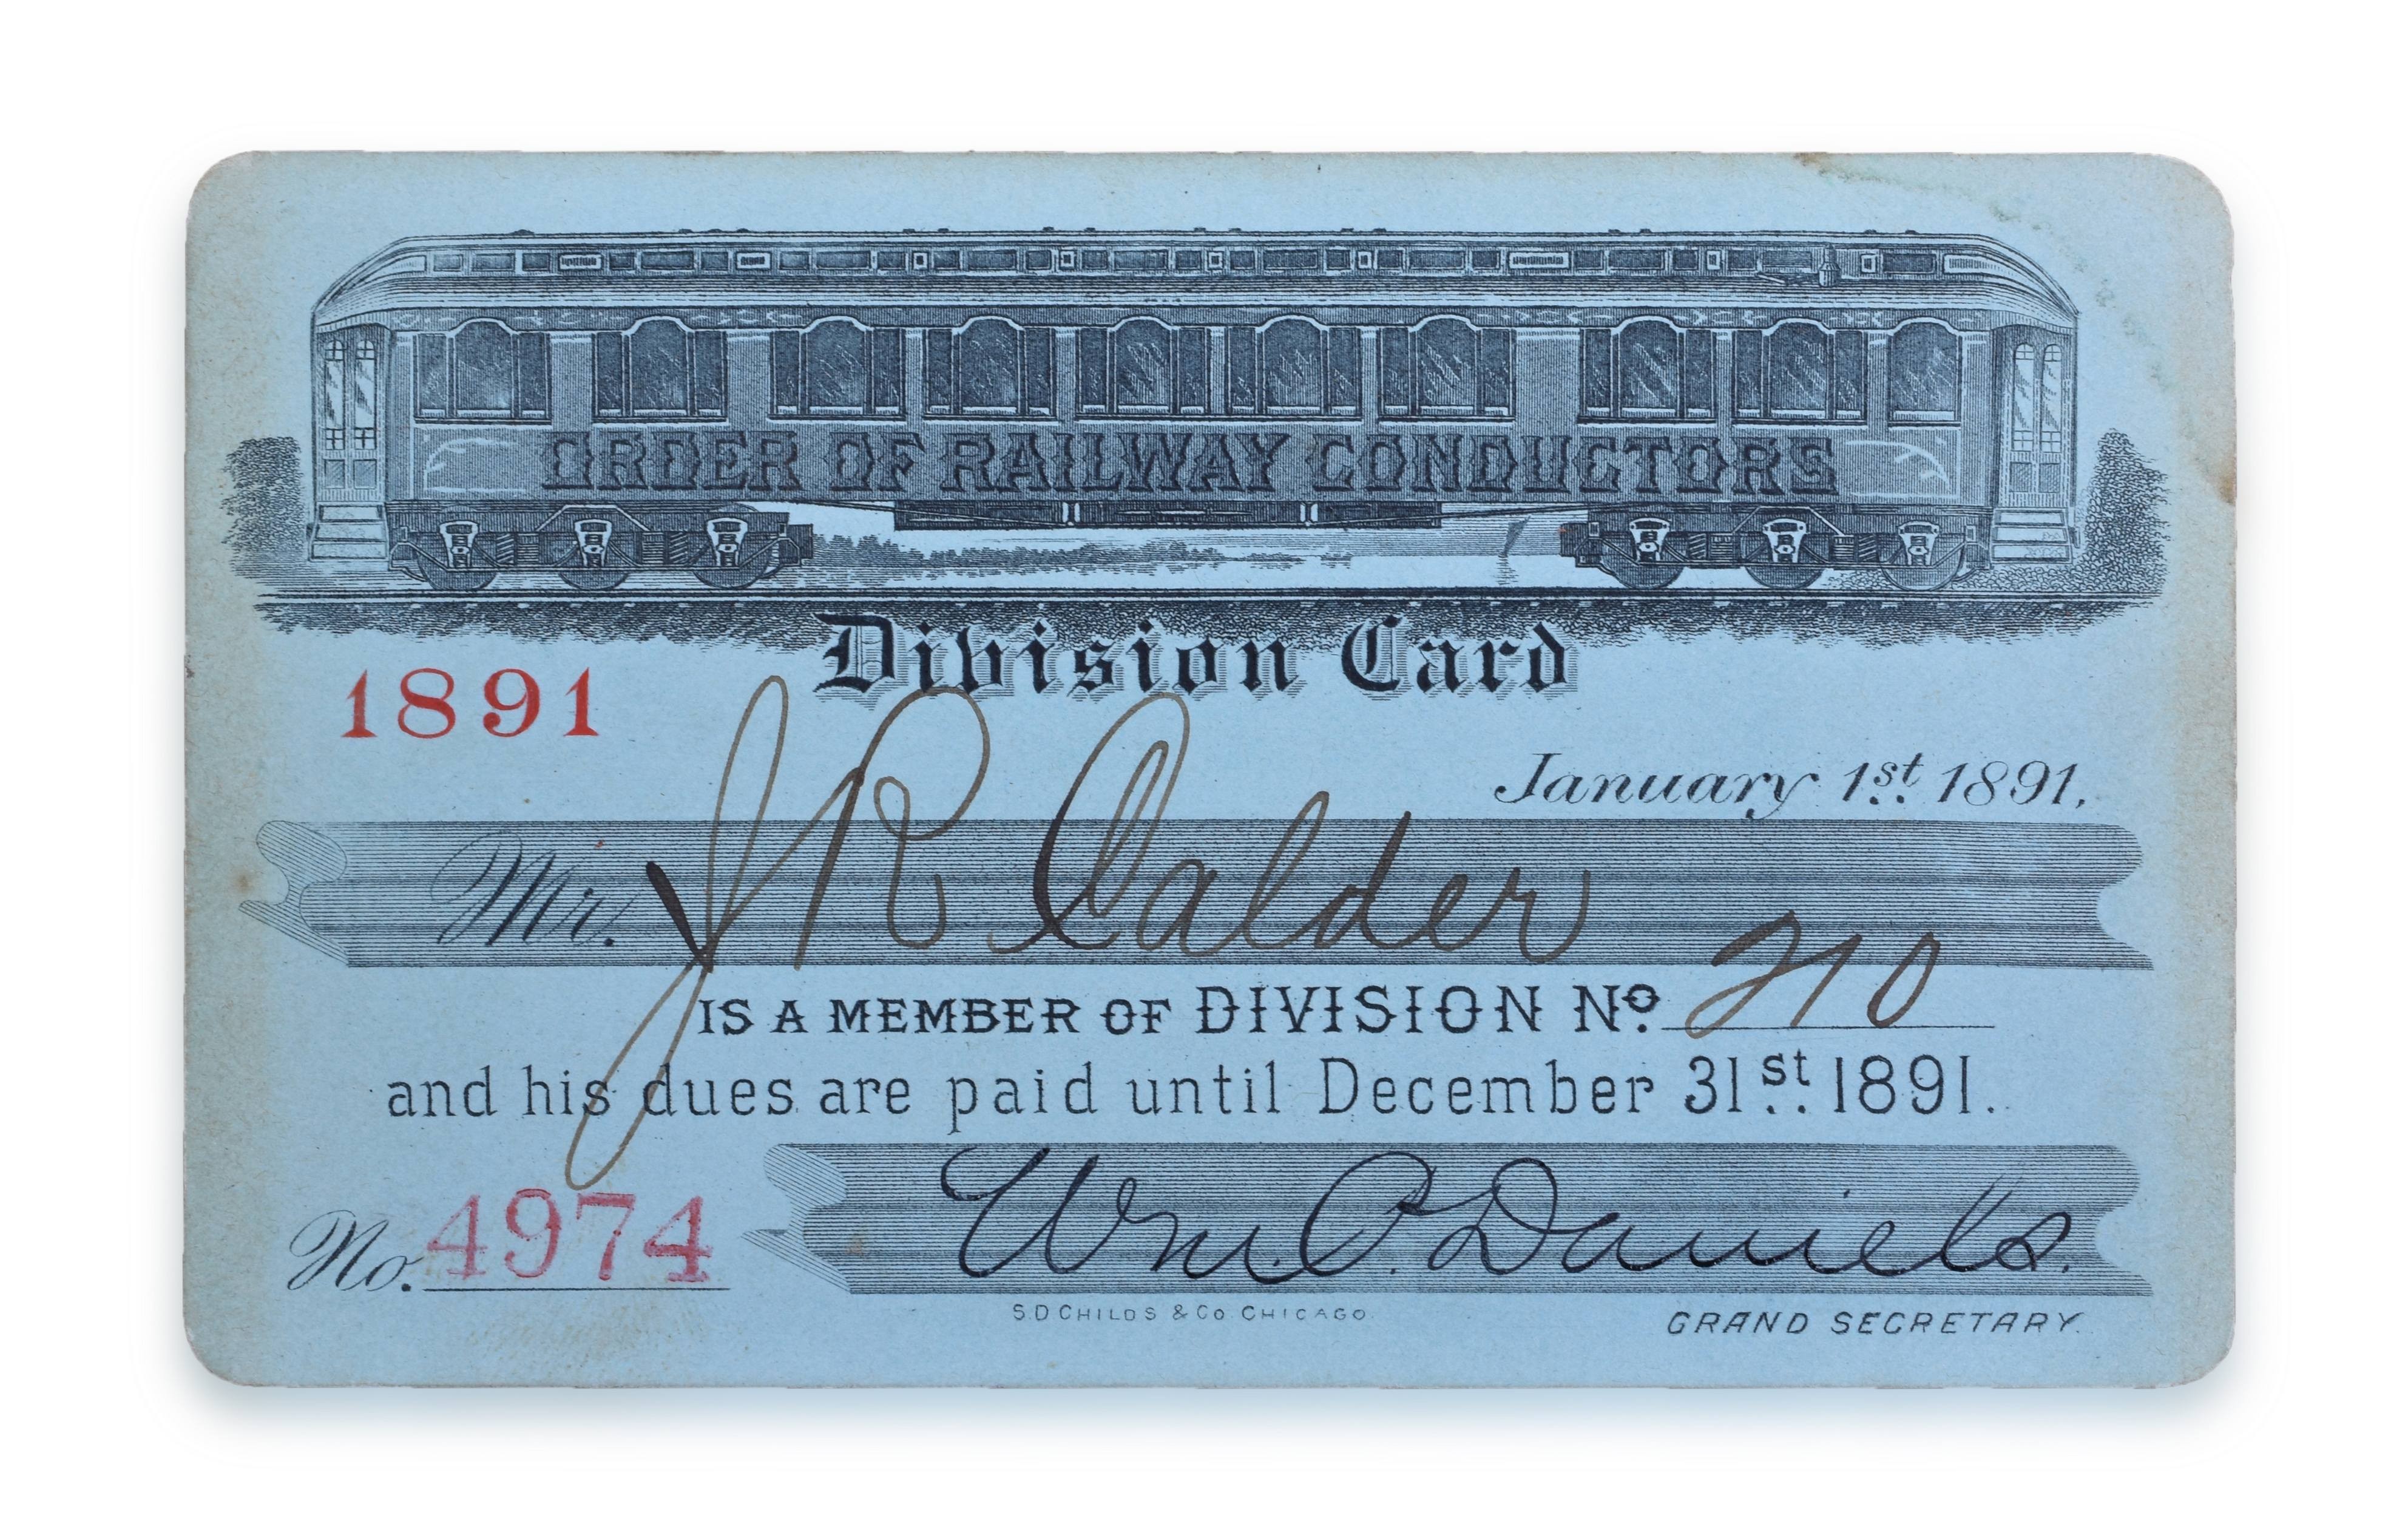 ORDER OF RAILWAY CONDUCTORS
Division Card
1891
January 1st 1891.
Mr. J R Calder
IS A MEMBER OF DIVISION No. 210
and his dues are paid until December 31st 1891.
No. 4974
Wm. P. Daniels.
S.D CHILDS & CO. CHICAGO.
GRAND SECRETARY.